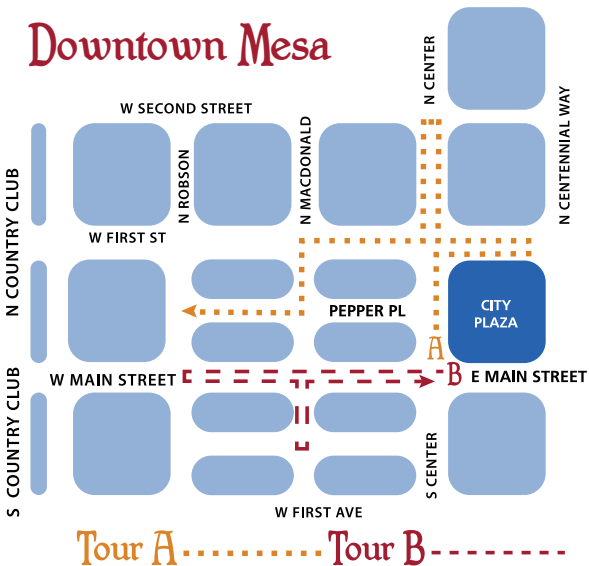 Downtown Mesa
N CENTER
N CENTENNIAL WAY
W SECOND STREET
N MACDONALD
N ROBSON
N COUNTRY CLUB
W FIRST ST
PEPPER PL
CITY
PLAZA
A
B
W MAIN STREET
E MAIN STREET
S COUNTRY CLUB
S CENTER
W FIRST AVE
Tour A Tour B